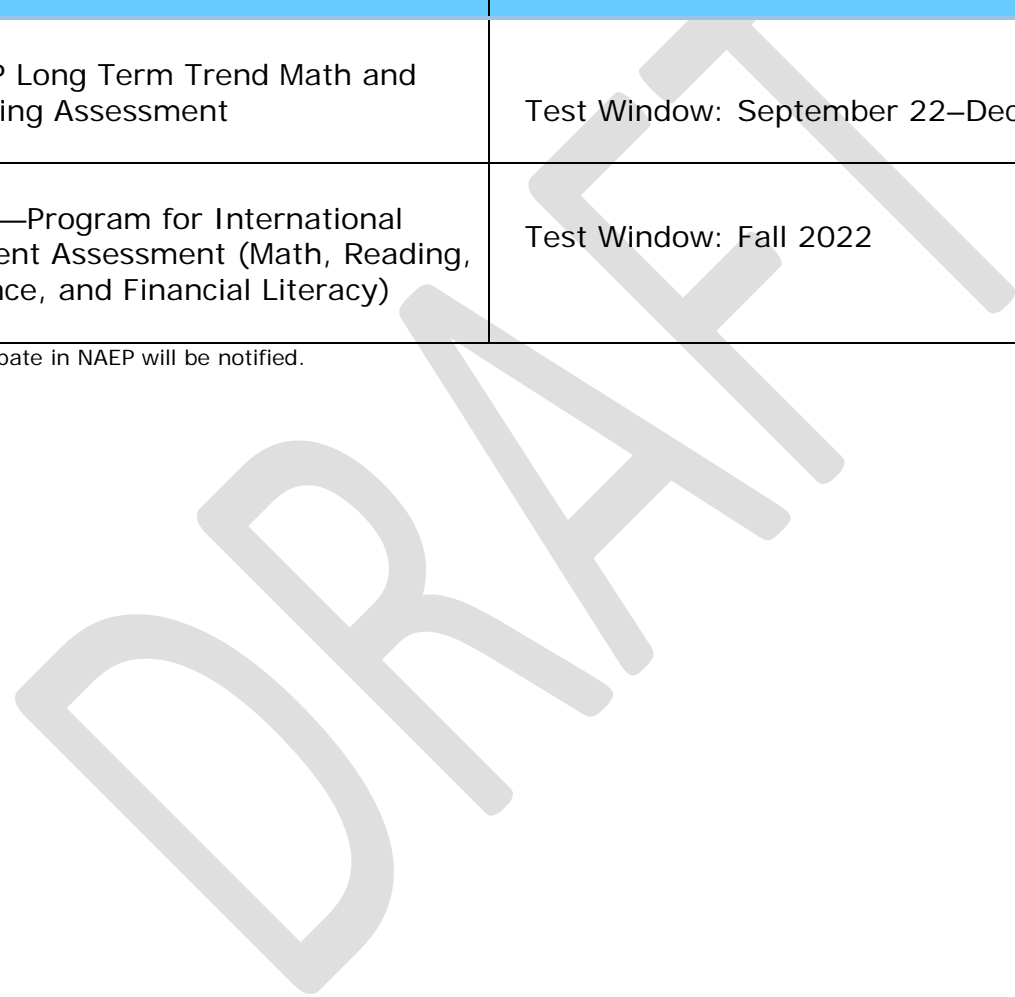 P Long Term Trend Math and
ing Assessment
Test Window: September 22–Dec
—Program for International
ent Assessment (Math, Reading,
nce, and Financial Literacy)
Test Window: Fall 2022
pate in NAEP will be notified.
DRAFT